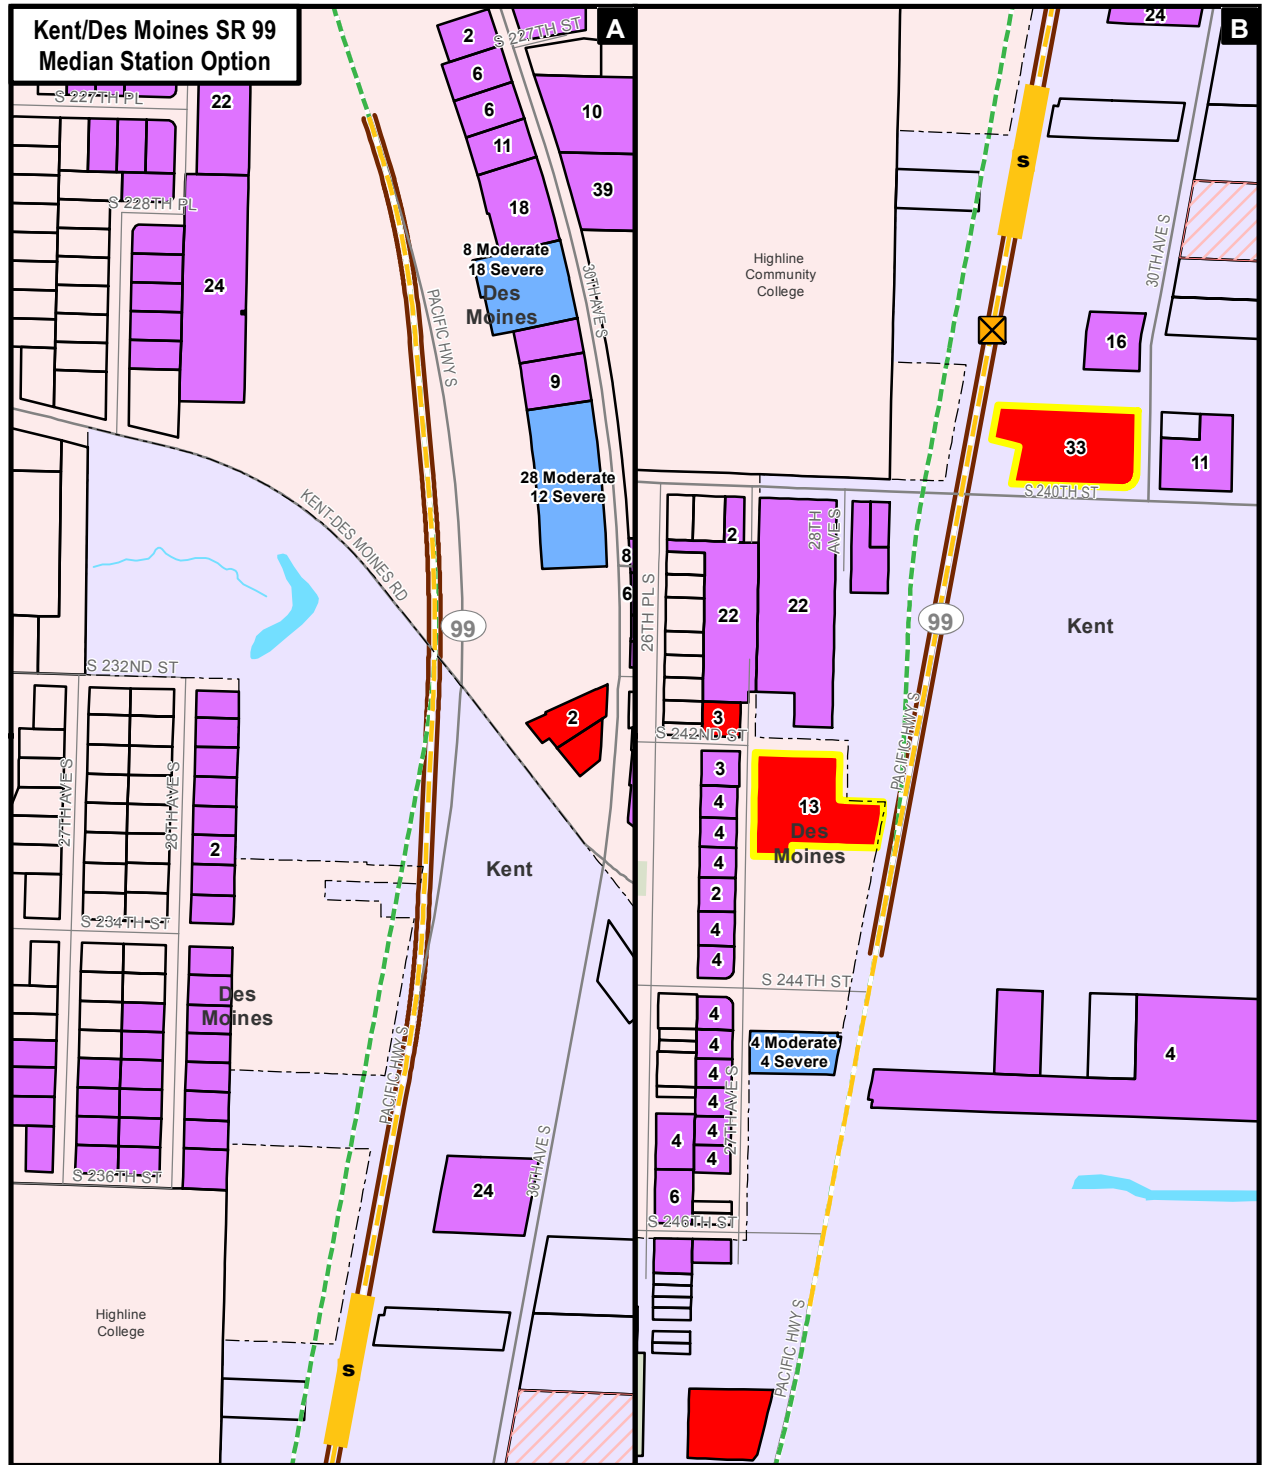 Kent/Des Moines SR 99
Median Station Option
A
S 227TH ST
2
6
6
11
18
10
39
S 227TH PL
22
S 228TH PL
24
8 Moderate
18 Severe
Des
Moines
30TH AVE S
PACIFIC HWY S
9
28 Moderate
12 Severe
8
6
KENT-DES MOINES RD
99
S 232ND ST
2
27TH AVE S
28TH AVE S
2
Kent
S 234TH ST
Des
Moines
PACIFIC HWY S
S 236TH ST
24
30TH AVE S
Highline
College
S
B
24
S
30TH AVE S
Highline
Community
College
16
33
11
S 240TH ST
2
28TH
AVE S
22
22
26TH PL S
99
Kent
3
S 242ND ST
PACIFIC HWY S
3
4
4
4
2
4
4
13
Des
Moines
S 244TH ST
4
4
4
4
4
4
4 Moderate
4 Severe
27TH AVE S
4
4
6
S 246TH ST
PACIFIC HWY S